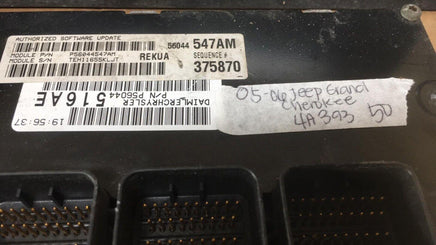 AUTHORIZED SOFTWARE UPDATE
56044 547AM
MODULE P/N P56044547AM
REKUA
SEQUENCE #
MODULE S/N TEH11655KLJT
375870
DAIMLERCHRYSLER
P/N P56044
516AE
19:56:37
05-06 Jeep Grand
Cherokee
4A393 50